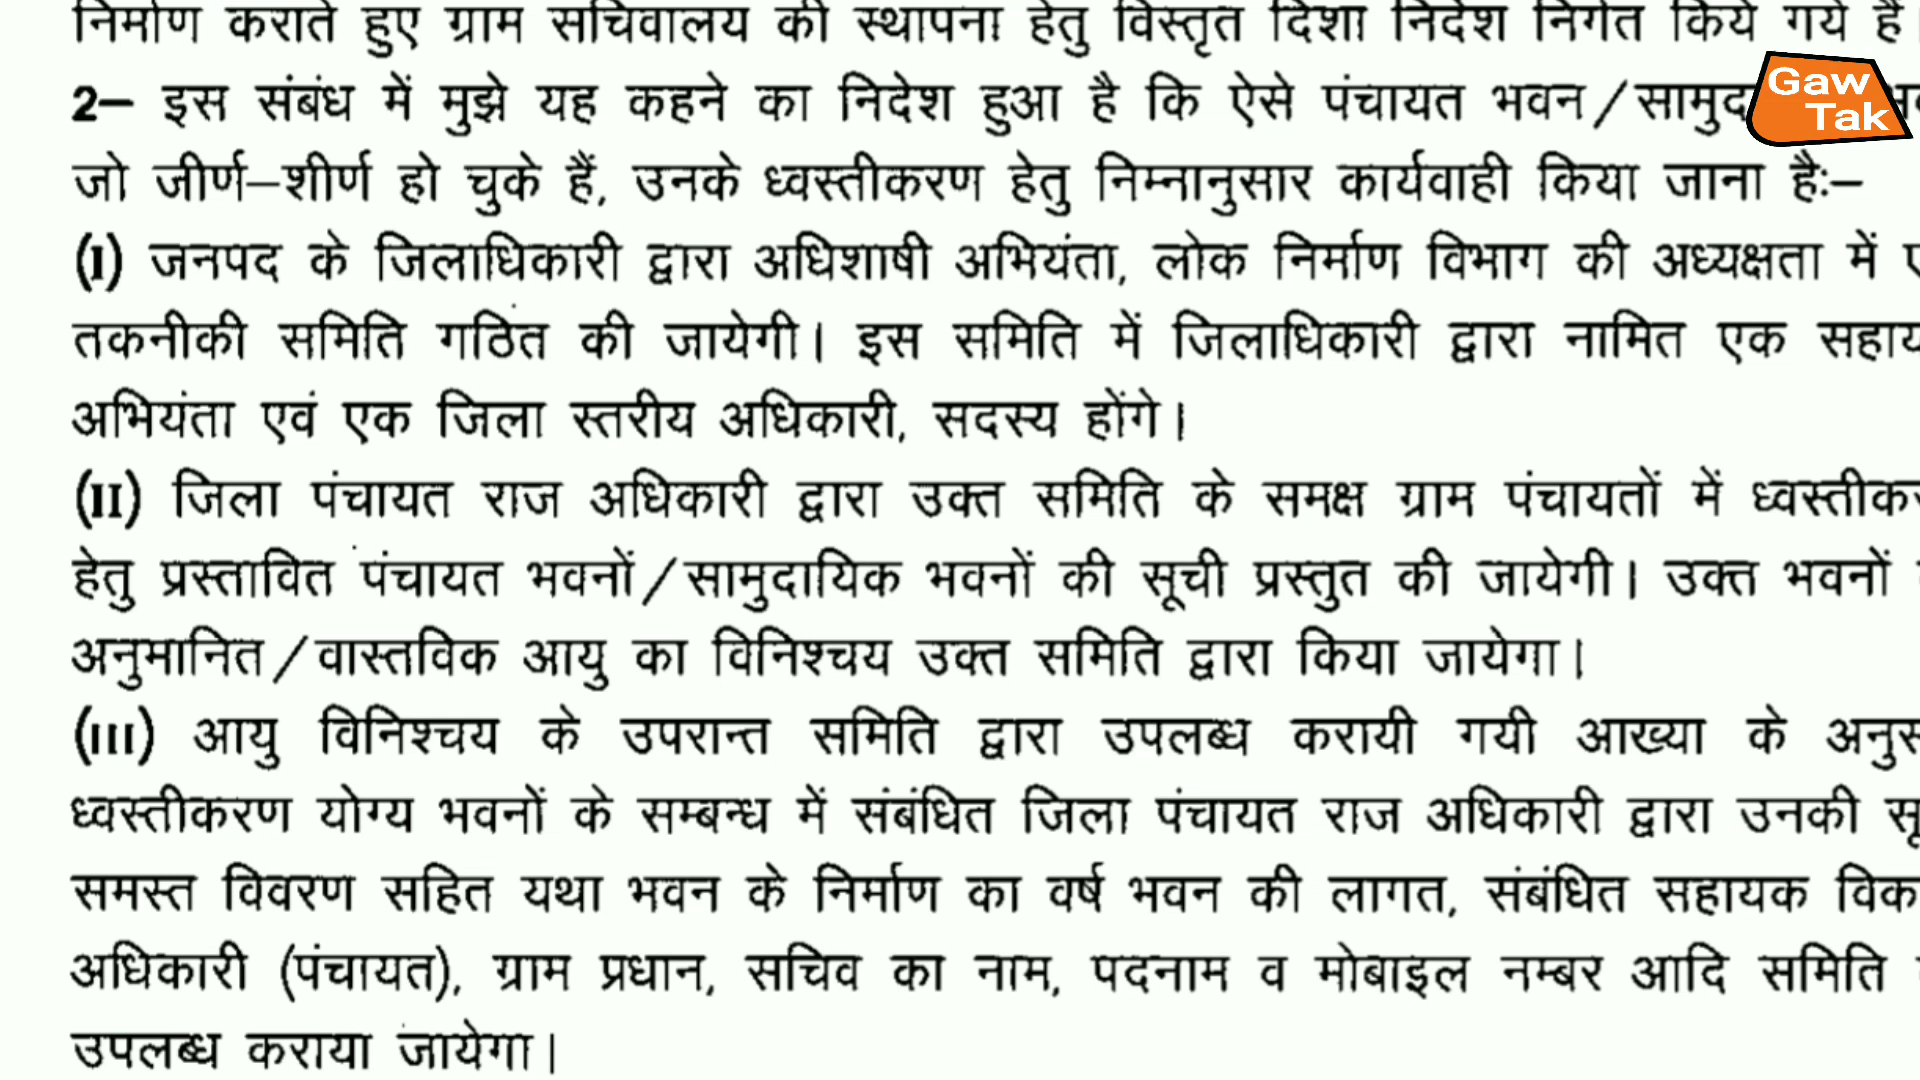 निर्माण कराते हुए ग्राम सचिवालय की स्थापना हेतु विस्तृत दिशा निर्देश निर्गत किये गये हैं।
2– इस संबंध में मुझे यह कहने का निदेश हुआ है कि ऐसे पंचायत भवन/सामुद
Gaw
Tak
जो जीर्ण–शीर्ण हो चुके हैं, उनके ध्वस्तीकरण हेतु निम्नानुसार कार्यवाही किया जाना हैः–
(I) जनपद के जिलाधिकारी द्वारा अधिशाषी अभियंता, लोक निर्माण विभाग की अध्यक्षता में
तकनीकी समिति गठित की जायेगी। इस समिति में जिलाधिकारी द्वारा नामित एक सहाय
अभियंता एवं एक जिला स्तरीय अधिकारी, सदस्य होंगे।
(II) जिला पंचायत राज अधिकारी द्वारा उक्त समिति के समक्ष ग्राम पंचायतों में ध्वस्तीकर
हेतु प्रस्तावित पंचायत भवनों/सामुदायिक भवनों की सूची प्रस्तुत की जायेगी। उक्त भवनों
अनुमानित/वास्तविक आयु का विनिश्चय उक्त समिति द्वारा किया जायेगा।
(III) आयु विनिश्चय के उपरान्त समिति द्वारा उपलब्ध करायी गयी आख्या के अनुस
ध्वस्तीकरण योग्य भवनों के सम्बन्ध में संबंधित जिला पंचायत राज अधिकारी द्वारा उनकी सू
समस्त विवरण सहित यथा भवन के निर्माण का वर्ष भवन की लागत, संबंधित सहायक विक
अधिकारी (पंचायत), ग्राम प्रधान, सचिव का नाम, पदनाम व मोबाइल नम्बर आदि समिति
उपलब्ध कराया जायेगा।